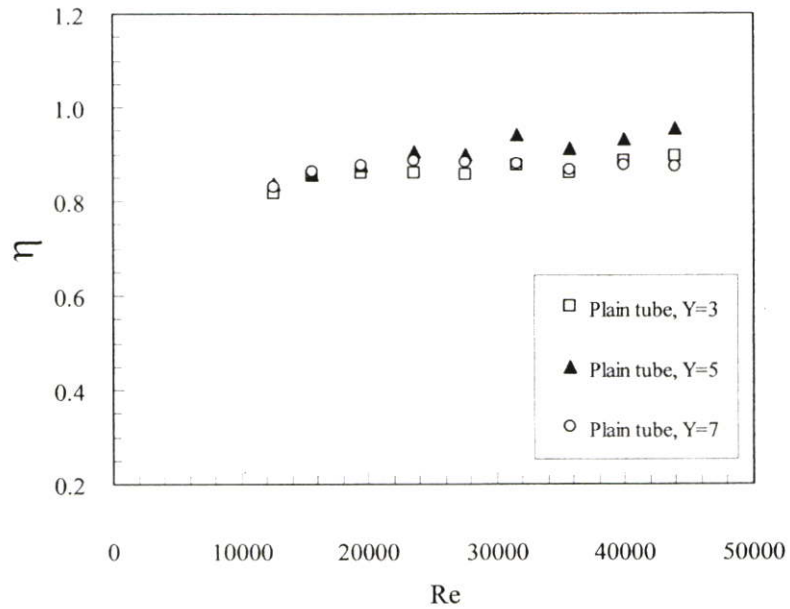 1.2
1.0
0.8
0.6
0.4
0.2
η
Plain tube, Y=3
Plain tube, Y=5
Plain tube, Y=7
0 10000 20000 30000 40000 50000
Re